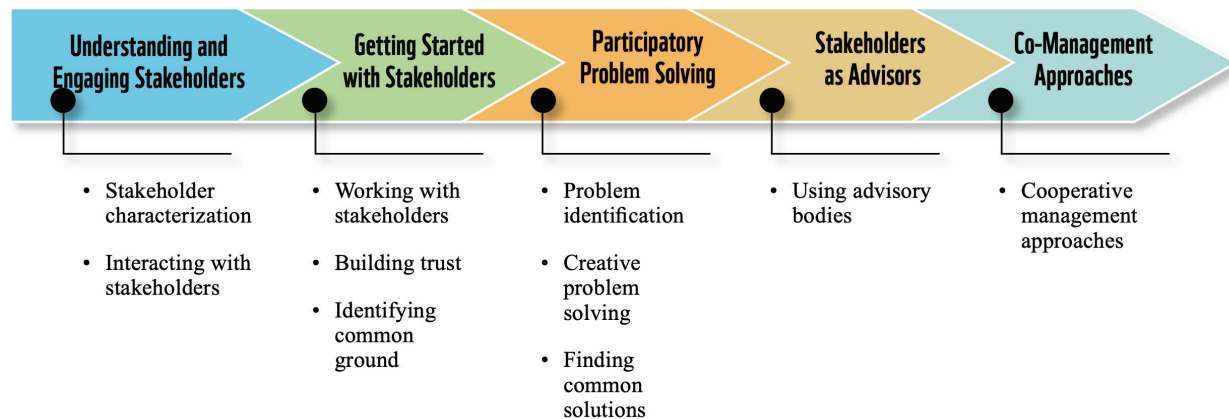 Understanding and
Engaging Stakeholders
Getting Started
with Stakeholders
Participatory
Problem Solving
Stakeholders
as Advisors
Co-Management
Approaches
• Stakeholder
characterization
• Interacting with
stakeholders
• Working with
stakeholders
• Building trust
• Identifying
common
ground
• Problem
identification
• Creative
problem
solving
• Finding
common
solutions
• Using advisory
bodies
• Cooperative
management
approaches